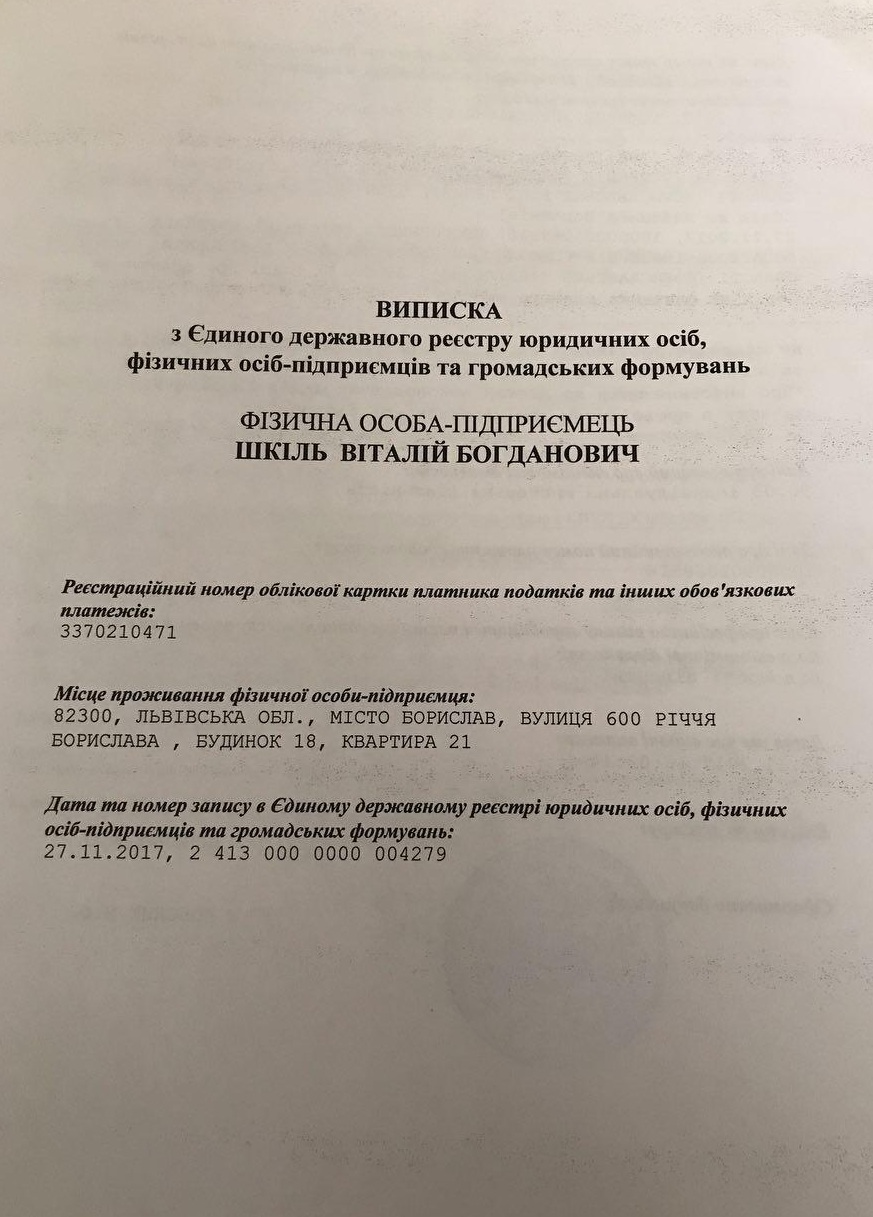 ВИПИСКА
з Єдиного державного реєстру юридичних осіб,
фізичних осіб-підприємців та громадських формувань
ФІЗИЧНА ОСОБА-ПІДПРИЄМЕЦЬ
ШКІЛЬ ВІТАЛІЙ БОГДАНОВИЧ
Реєстраційний номер облікової картки платника податків та інших обов'язкових
платежів:
3370210471
Місце проживання фізичної особи-підприємця:
82300, ЛЬВІВСЬКА ОБЛ., МІСТО БОРИСЛАВ, ВУЛИЦЯ 600 РІЧЧЯ
БОРИСЛАВА , БУДИНОК 18, КВАРТИРА 21
Дата та номер запису в Єдиному державному реєстрі юридичних осіб, фізичних
осіб-підприємців та громадських формувань:
27.11.2017, 2 413 000 0000 004279